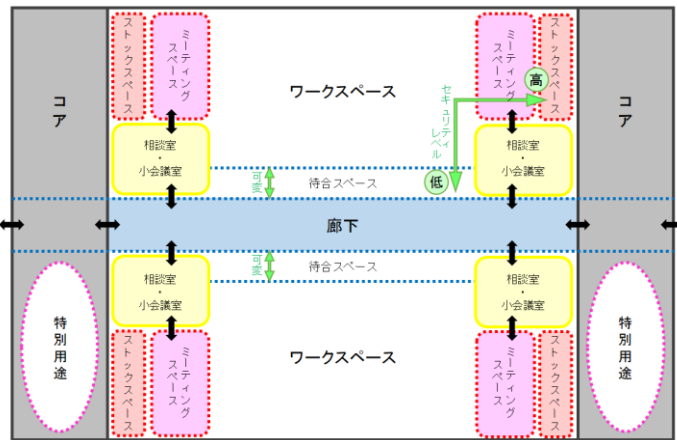 コア
ストックスペース
ミーティング
スペース
ワークスペース
ミーティング
スペース
ストックスペース
コア
高
セキュリティ
レベル
低
相談室
・
小会議室
可変
待合スペース
相談室
・
小会議室
廊下
相談室
・
小会議室
可変
待合スペース
相談室
・
小会議室
特別用途
ストックスペース
ミーティング
スペース
ワークスペース
ミーティング
スペース
ストックスペース
特別用途